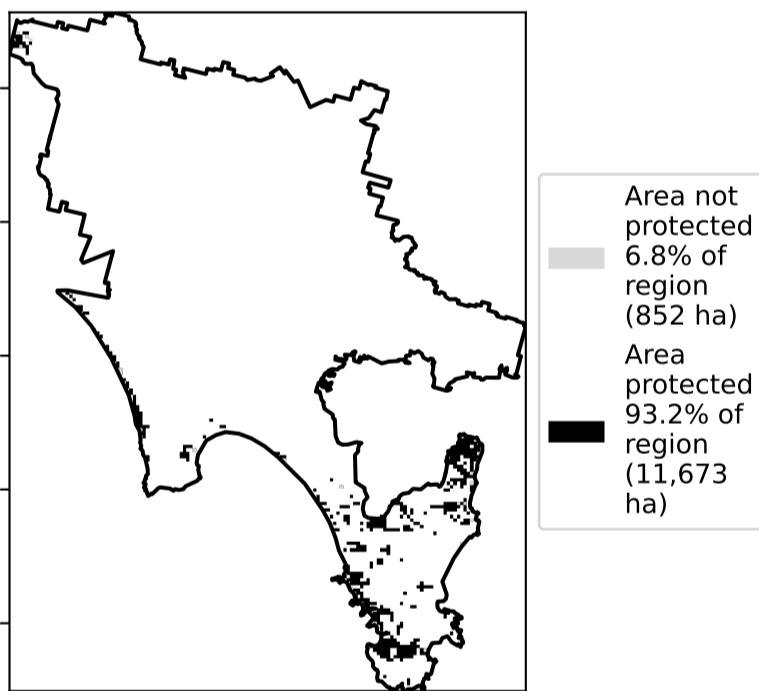 Area not
protected
6.8% of
region
(852 ha)
Area
protected
93.2% of
region
(11,673
ha)